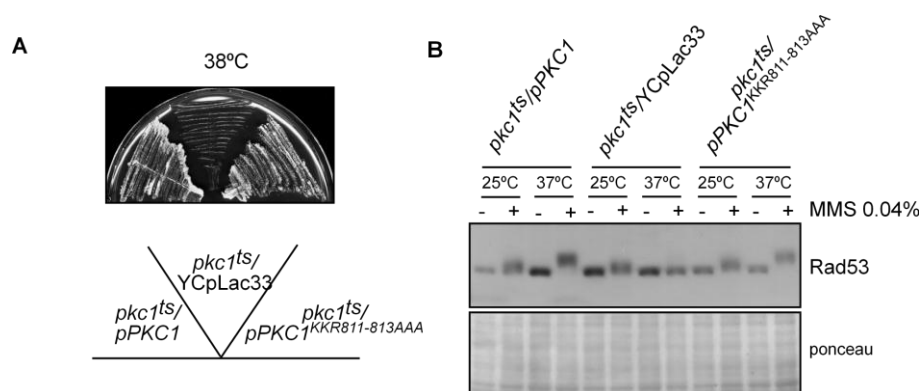 A
38ºC
pkc1ts/
YCpLac33
pkc1ts/
pPKC1
pkc1ts/
pPKC1KKR811-813AAA
B
pkc1ts/pPKC1
pkc1ts/YCpLac33
pkc1ts/
pPKC1KKR811-813AAA
25ºC 37ºC 25ºC 37ºC 25ºC 37ºC
- + - + - + - + - + - + MMS 0.04%
Rad53
ponceau